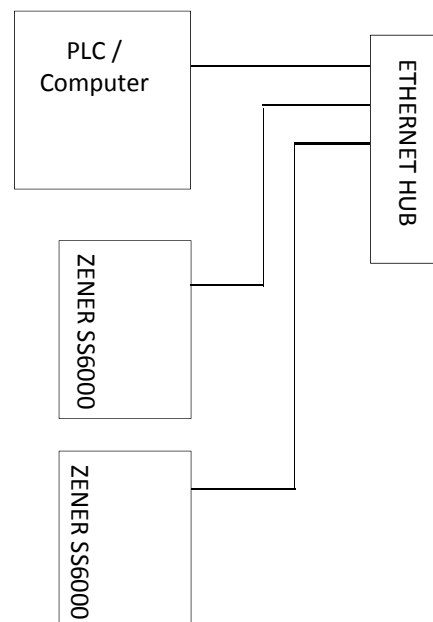 PLC /
Computer
ETHERNET HUB
ZENER SS6000
ZENER SS6000